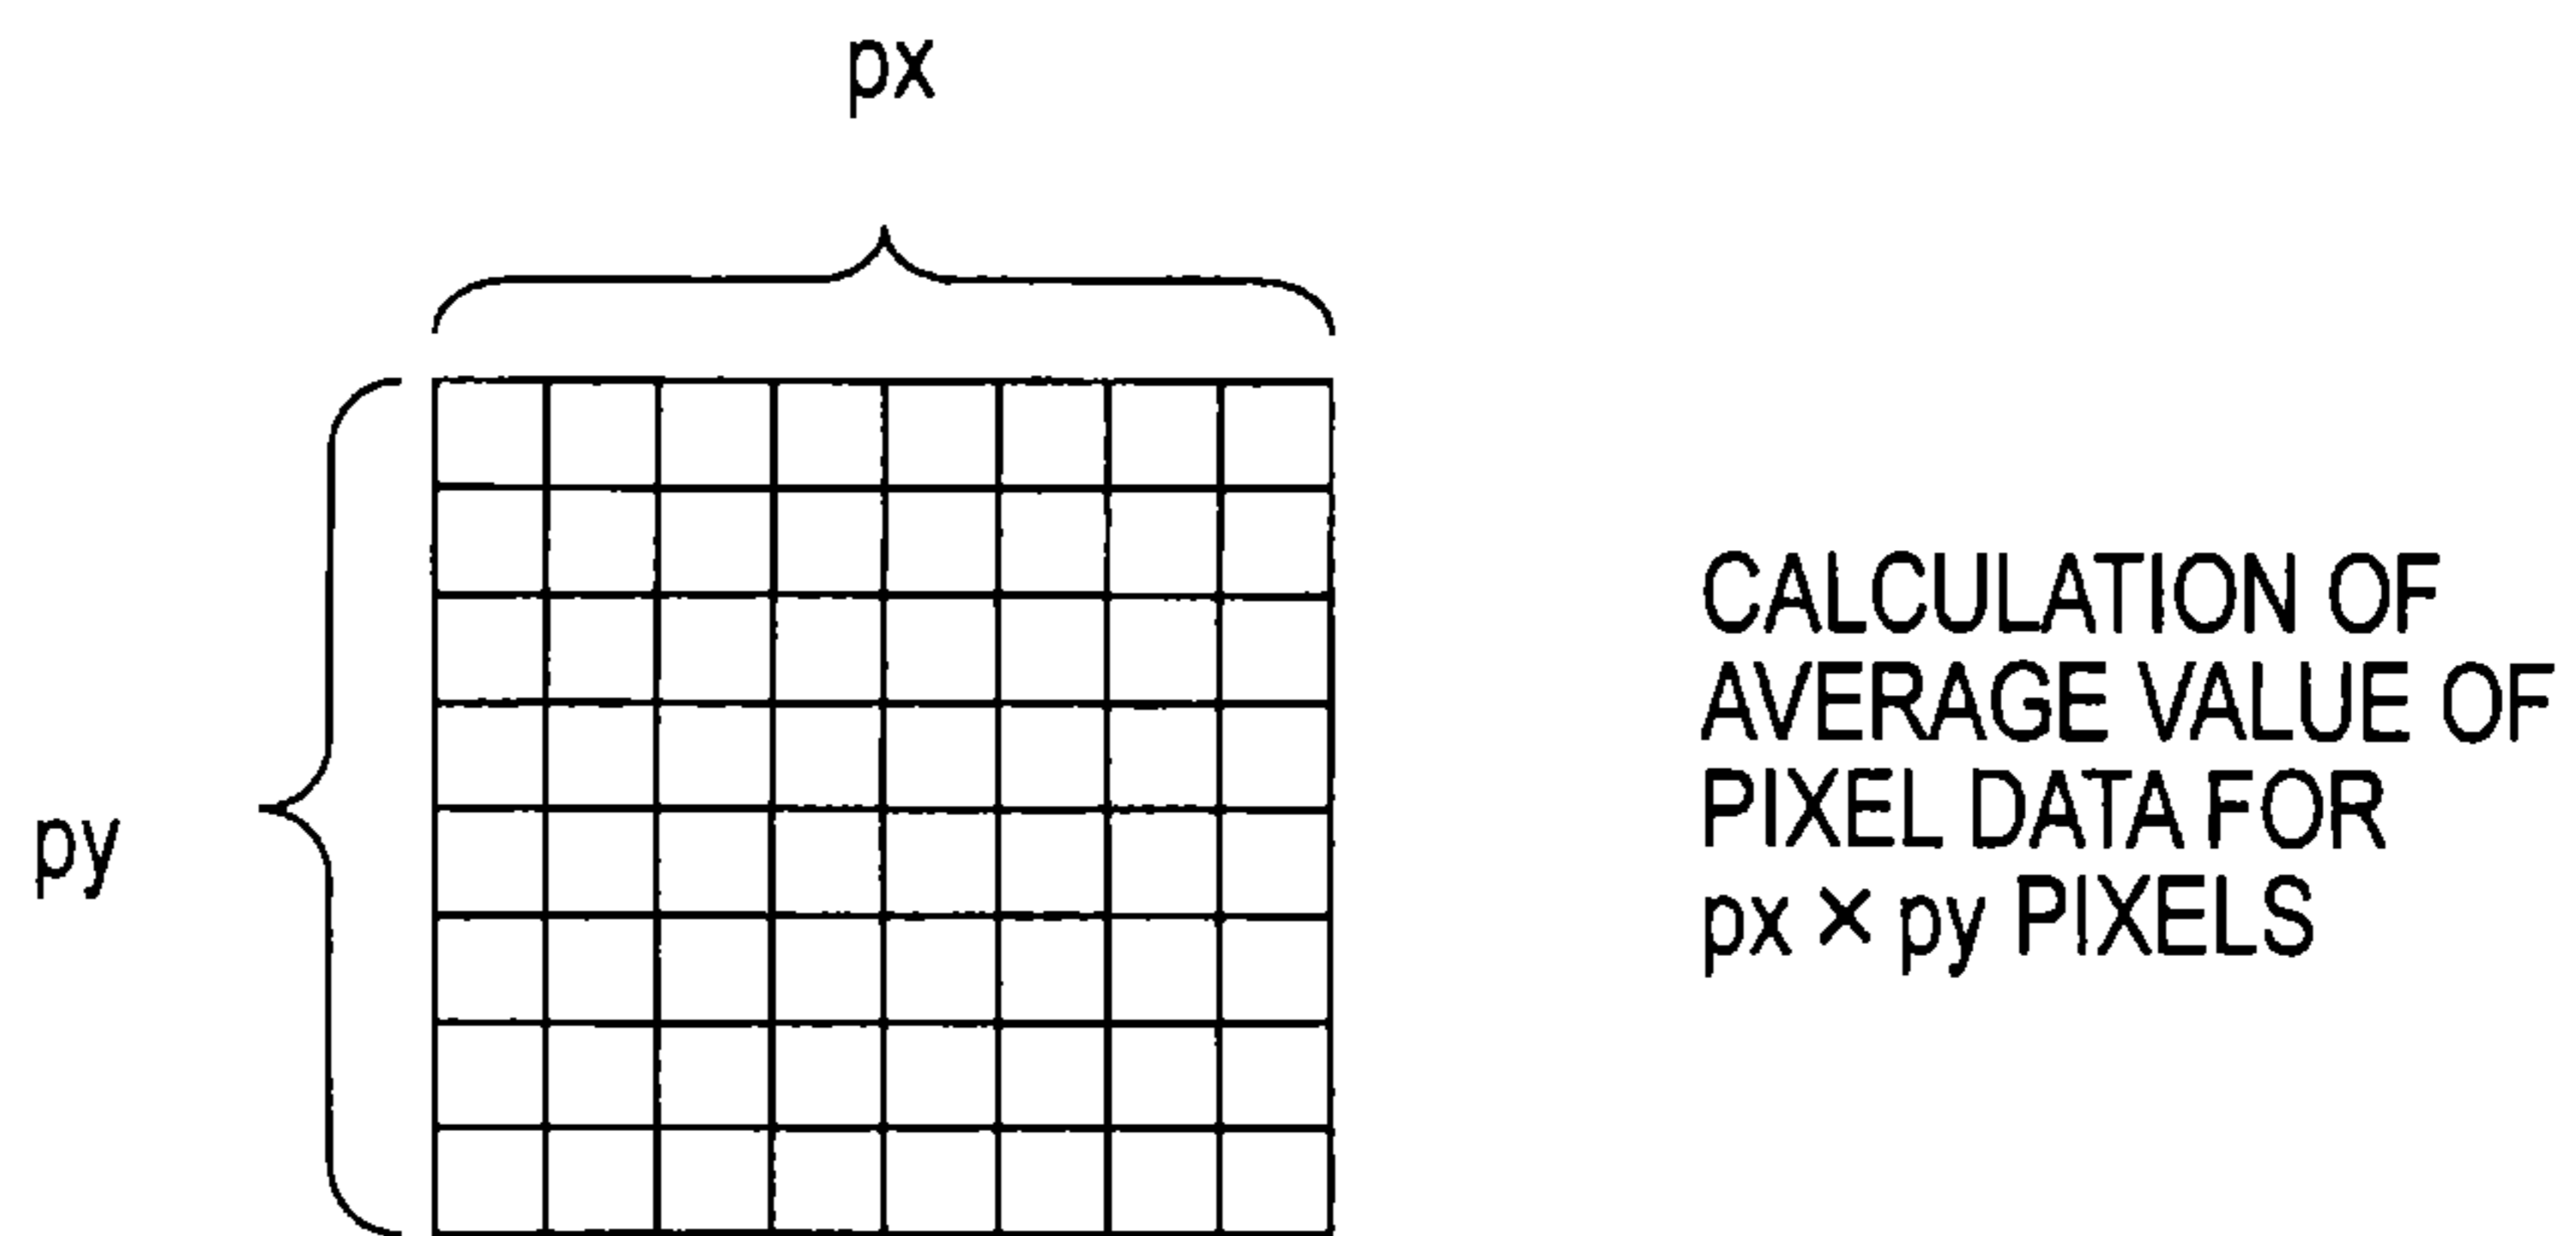 px
py
CALCULATION OF
AVERAGE VALUE OF
PIXEL DATA FOR
px × py PIXELS